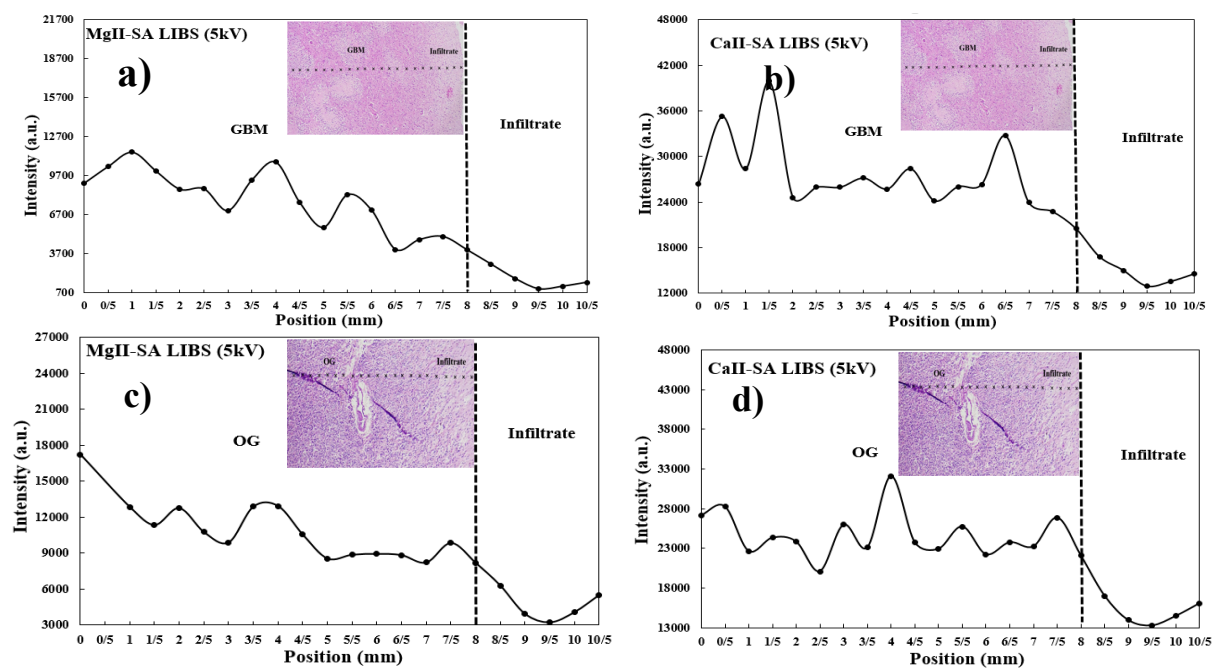 MgII-SA LIBS (5kV)
a)
GBM
Infiltrate
GBM
Infiltrate
Intensity (a.u.)
21700
18700
15700
12700
9700
6700
3700
700
0 0/5 1 1/5 2 2/5 3 3/5 4 4/5 5 5/5 6 6/5 7 7/5 8 8/5 9 9/5 10 10/5
Position (mm)
CaII-SA LIBS (5kV)
b)
GBM
Infiltrate
GBM
Infiltrate
Intensity (a.u.)
48000
42000
36000
30000
24000
18000
12000
0 0/5 1 1/5 2 2/5 3 3/5 4 4/5 5 5/5 6 6/5 7 7/5 8 8/5 9 9/5 10 10/5
Position (mm)
MgII-SA LIBS (5kV)
c)
OG
Infiltrate
OG
Infiltrate
Intensity (a.u.)
27000
24000
21000
18000
15000
12000
9000
6000
3000
0 1 1/5 2 2/5 3 3/5 4 4/5 5 5/5 6 6/5 7 7/5 8 8/5 9 9/5 10 10/5
Position (mm)
CaII-SA LIBS (5kV)
d)
OG
Infiltrate
OG
Infiltrate
Intensity (a.u.)
48000
43000
38000
33000
28000
23000
18000
13000
0 0/5 1 1/5 2 2/5 3 3/5 4 4/5 5 5/5 6 6/5 7 7/5 8 8/5 9 9/5 10 10/5
Position (mm)